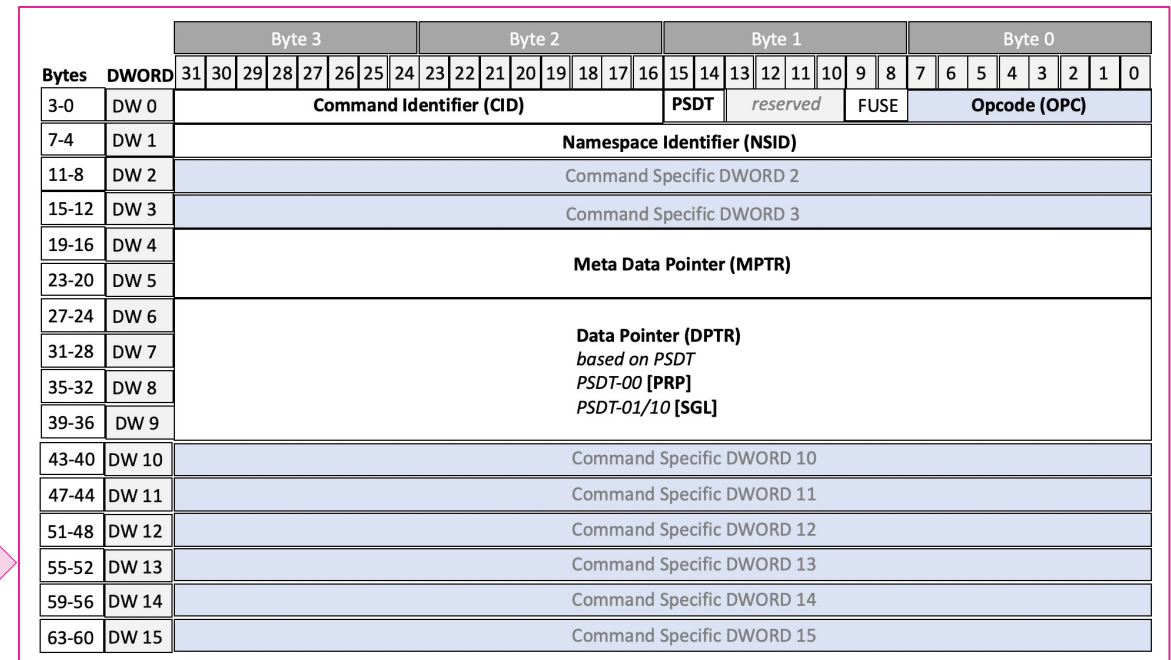 Byte 3 Byte 2 Byte 1 Byte 0
Bytes DWORD 31 30 29 28 27 26 25 24 23 22 21 20 19 18 17 16 15 14 13 12 11 10 9 8 7 6 5 4 3 2 1 0
3-0 DW 0 Command Identifier (CID) PSDT reserved FUSE Opcode (OPC)
7-4 DW 1 Namespace Identifier (NSID)
11-8 DW 2 Command Specific DWORD 2
15-12 DW 3 Command Specific DWORD 3
19-16 DW 4
Meta Data Pointer (MPTR)
23-20 DW 5
27-24 DW 6
Data Pointer (DPTR)
31-28 DW 7 based on PSDT
35-32 DW 8 PSDT-00 [PRP]
PSDT-01/10 [SGL]
39-36 DW 9
43-40 DW 10 Command Specific DWORD 10
47-44 DW 11 Command Specific DWORD 11
51-48 DW 12 Command Specific DWORD 12
55-52 DW 13 Command Specific DWORD 13
59-56 DW 14 Command Specific DWORD 14
63-60 DW 15 Command Specific DWORD 15